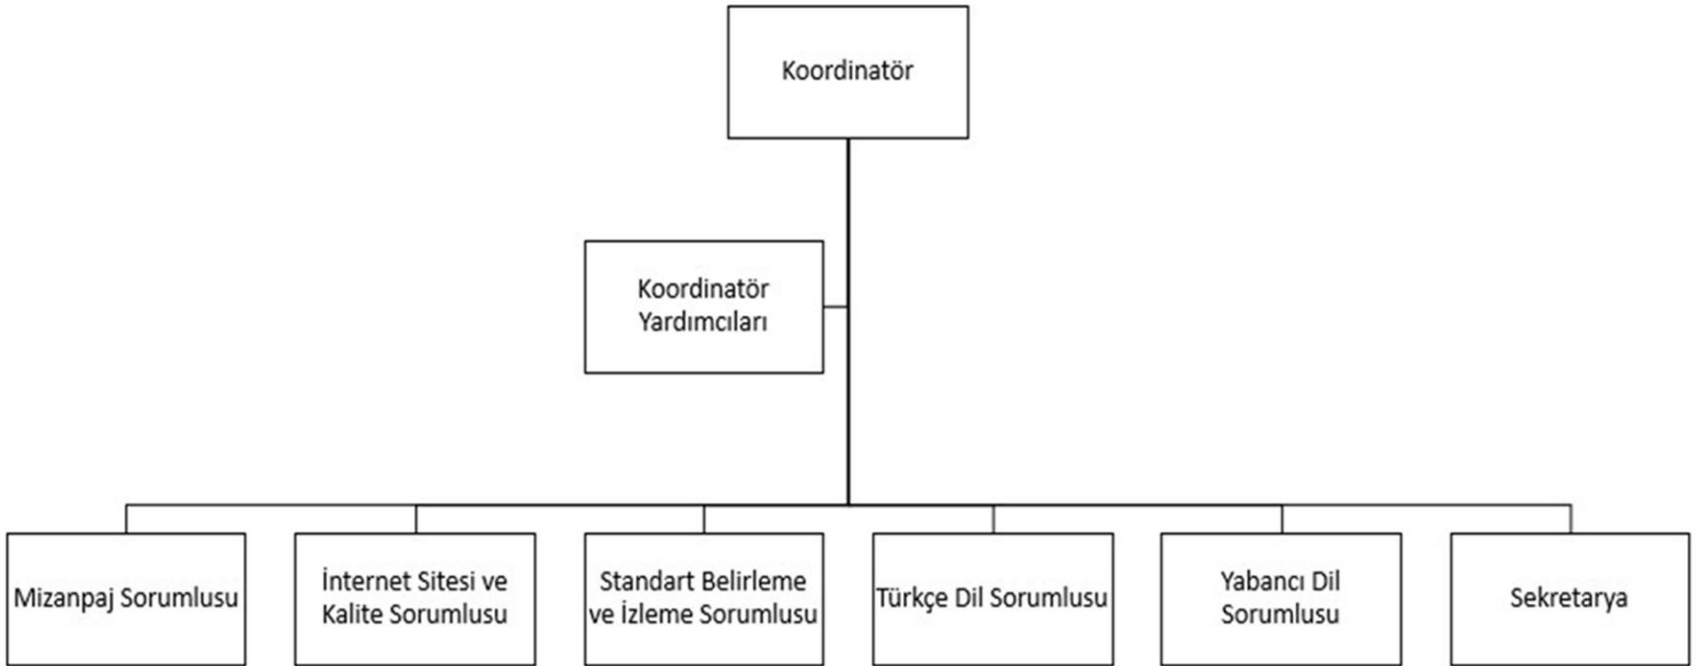 Koordinatör
Koordinatör
Yardımcıları
Mizanpaj Sorumlusu
İnternet Sitesi ve
Kalite Sorumlusu
Standart Belirleme
ve İzleme Sorumlusu
Türkçe Dil Sorumlusu
Yabancı Dil
Sorumlusu
Sekretarya